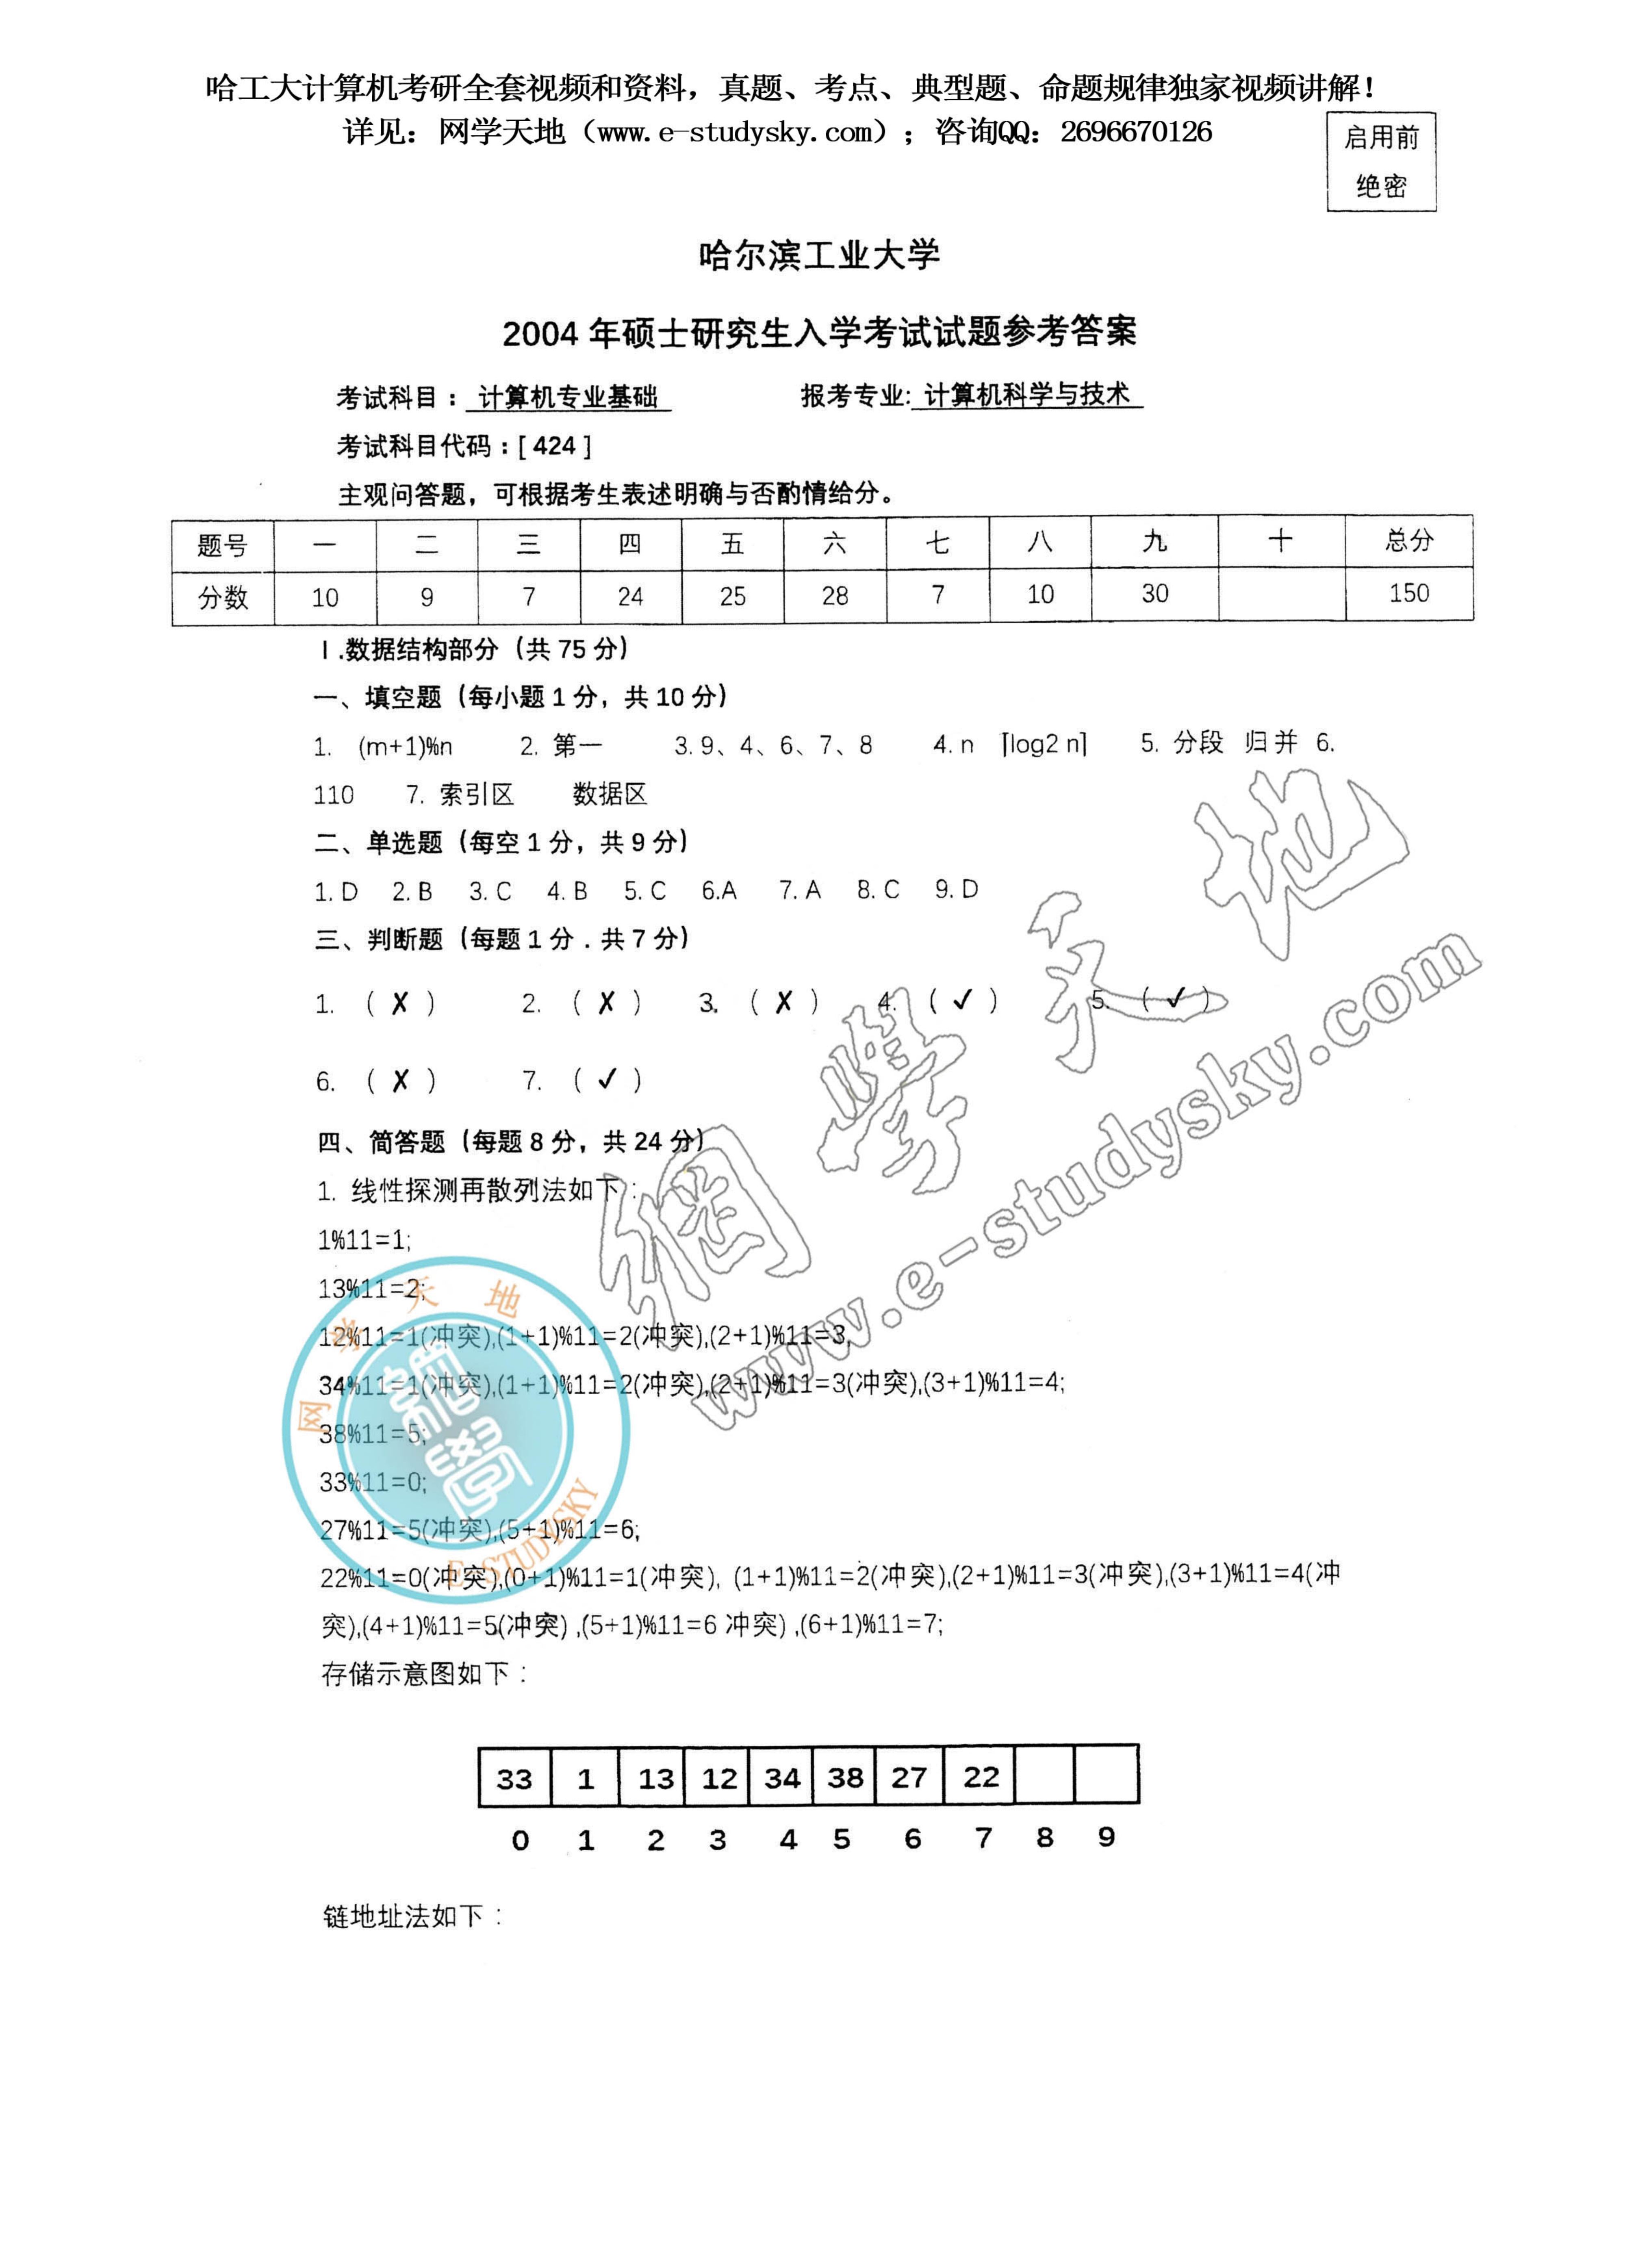 哈工大计算机考研全套视频和资料，真题、考点、典型题、命题规律独家视频讲解！
详见：网学天地（www.e-studysky.com）；咨询QQ：2696670126
启用前
绝密
哈尔滨工业大学
2004 年硕士研究生入学考试试题参考答案
考试科目：计算机专业基础 报考专业: 计算机科学与技术
考试科目代码：[ 424 ]
主观问答题，可根据考生表述明确与否酌情给分。
题号 一 二 三 四 五 六 七 八 九 十 总分
分数 10 9 7 24 25 28 7 10 30 150
Ⅰ.数据结构部分（共 75 分）
一、填空题（每小题 1 分，共 10 分）
1. (m+1)%n 2. 第一 3. 9、4、6、7、8 4. n ⌈log2 n⌉ 5. 分段 归并 6.
110 7. 索引区 数据区
二、单选题（每空 1 分，共 9 分）
1. D 2. B 3. C 4. B 5. C 6.A 7. A 8. C 9. D
三、判断题（每题 1 分．共 7 分）
1. （ ✗ ） 2. （ ✗ ） 3. （ ✗ ） 4. （ ✓ ） 5. （ ✓ ）
6. （ ✗ ） 7. （ ✓ ）
四、简答题（每题 8 分，共 24 分）
1. 线性探测再散列法如下：
1%11=1;
13%11=2;
12%11=1(冲突),(1+1)%11=2(冲突),(2+1)%11=3,
34%11=1(冲突),(1+1)%11=2(冲突),(2+1)%11=3(冲突),(3+1)%11=4;
38%11=5;
33%11=0;
27%11=5(冲突),(5+1)%11=6;
22%11=0(冲突),(0+1)%11=1(冲突), (1+1)%11=2(冲突),(2+1)%11=3(冲突),(3+1)%11=4(冲
突),(4+1)%11=5(冲突) ,(5+1)%11=6 冲突) ,(6+1)%11=7;
存储示意图如下：
33 1 13 12 34 38 27 22
0 1 2 3 4 5 6 7 8 9
链地址法如下：
網學天地
www.e-studysky.com
网学天地
E-STUDYSKY
網學